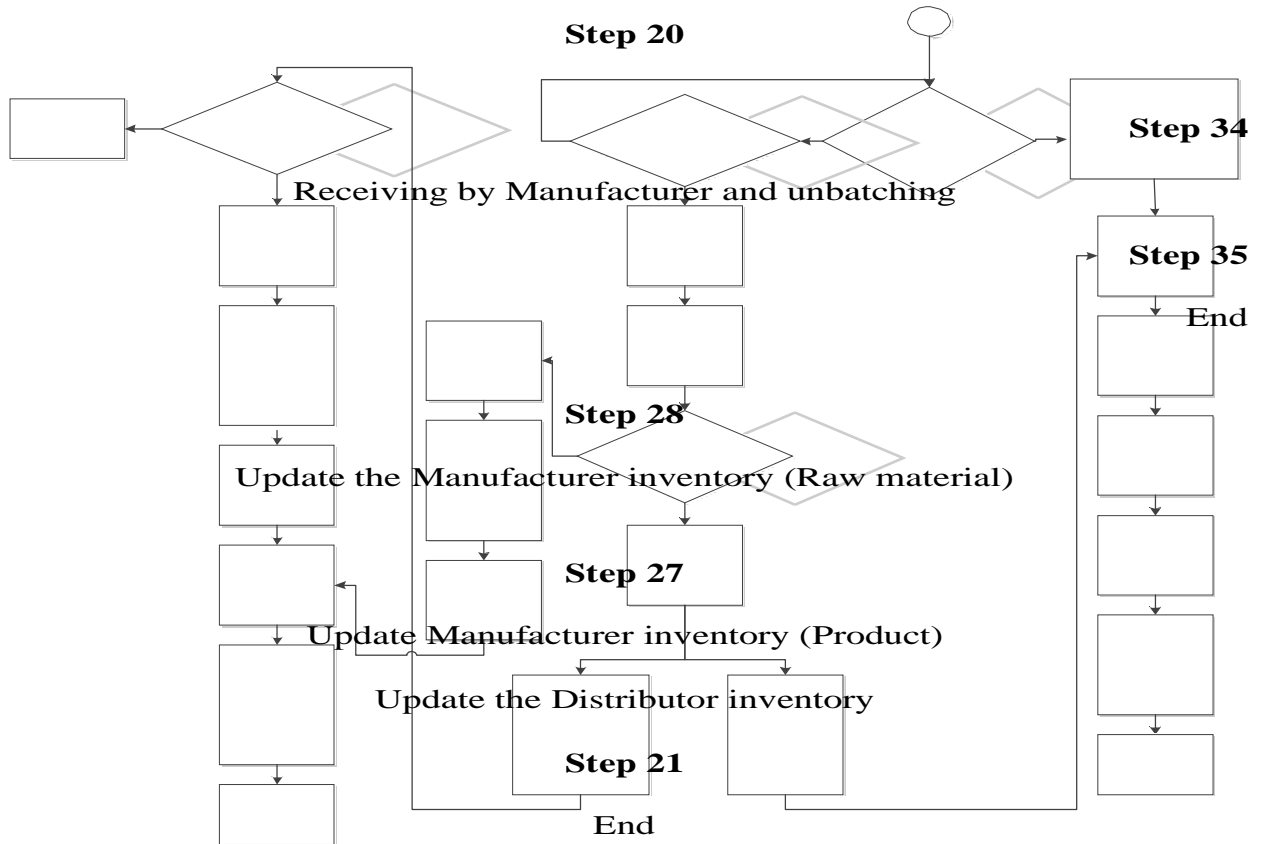 Step 20
Step 34
Receiving by Manufacturer and unbatching
Step 35
End
Step 28
Update the Manufacturer inventory (Raw material)
Step 27
Update Manufacturer inventory (Product)
Update the Distributor inventory
Step 21
End